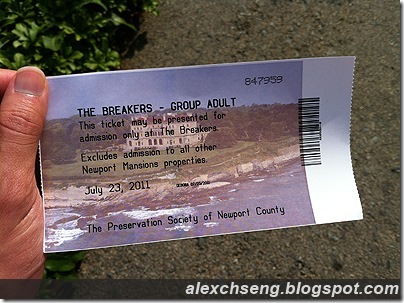 847959
THE BREAKERS - GROUP ADULT
This ticket may be presented for
admission only at The Breakers.
Excludes admission to all other
Newport Mansions properties.
July 23, 2011
The Preservation Society of Newport County
alexchseng.blogspot.com